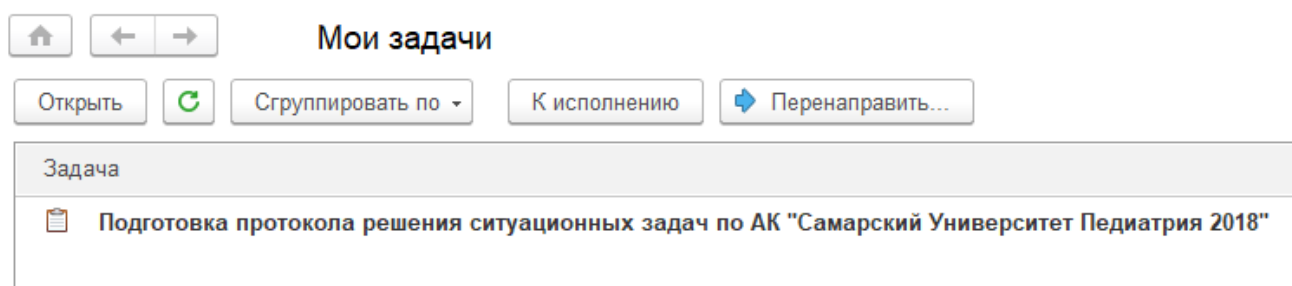 Мои задачи
Открыть Сгруппировать по К исполнению Перенаправить...
Задача
Подготовка протокола решения ситуационных задач по АК "Самарский Университет Педиатрия 2018"